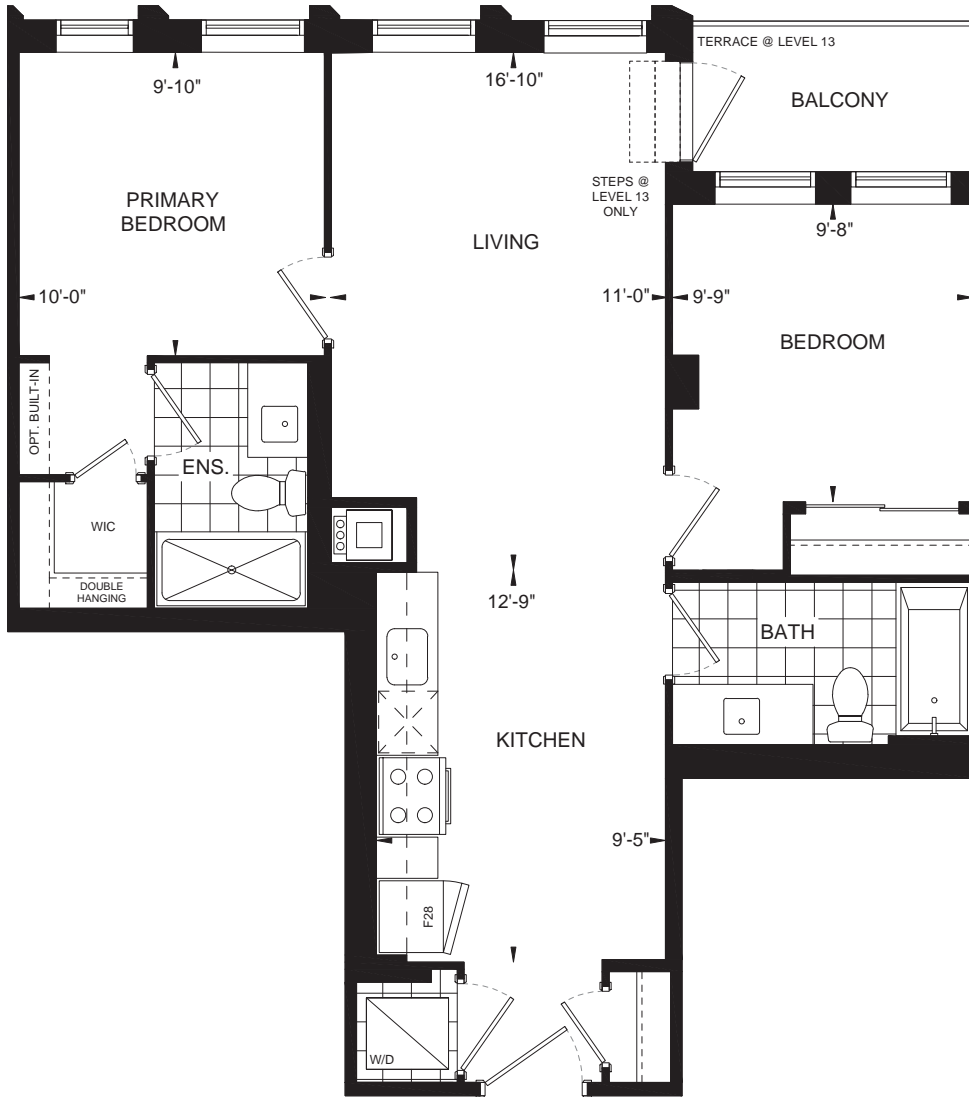 TERRACE @ LEVEL 13
9'-10"
16'-10"
BALCONY
PRIMARY
BEDROOM
STEPS @
LEVEL 13
ONLY
LIVING
9'-8"
10'-0"
11'-0"
9'-9"
BEDROOM
OPT. BUILT-IN
ENS.
WIC
DOUBLE
HANGING
12'-9"
BATH
KITCHEN
9'-5"
F28
W/D